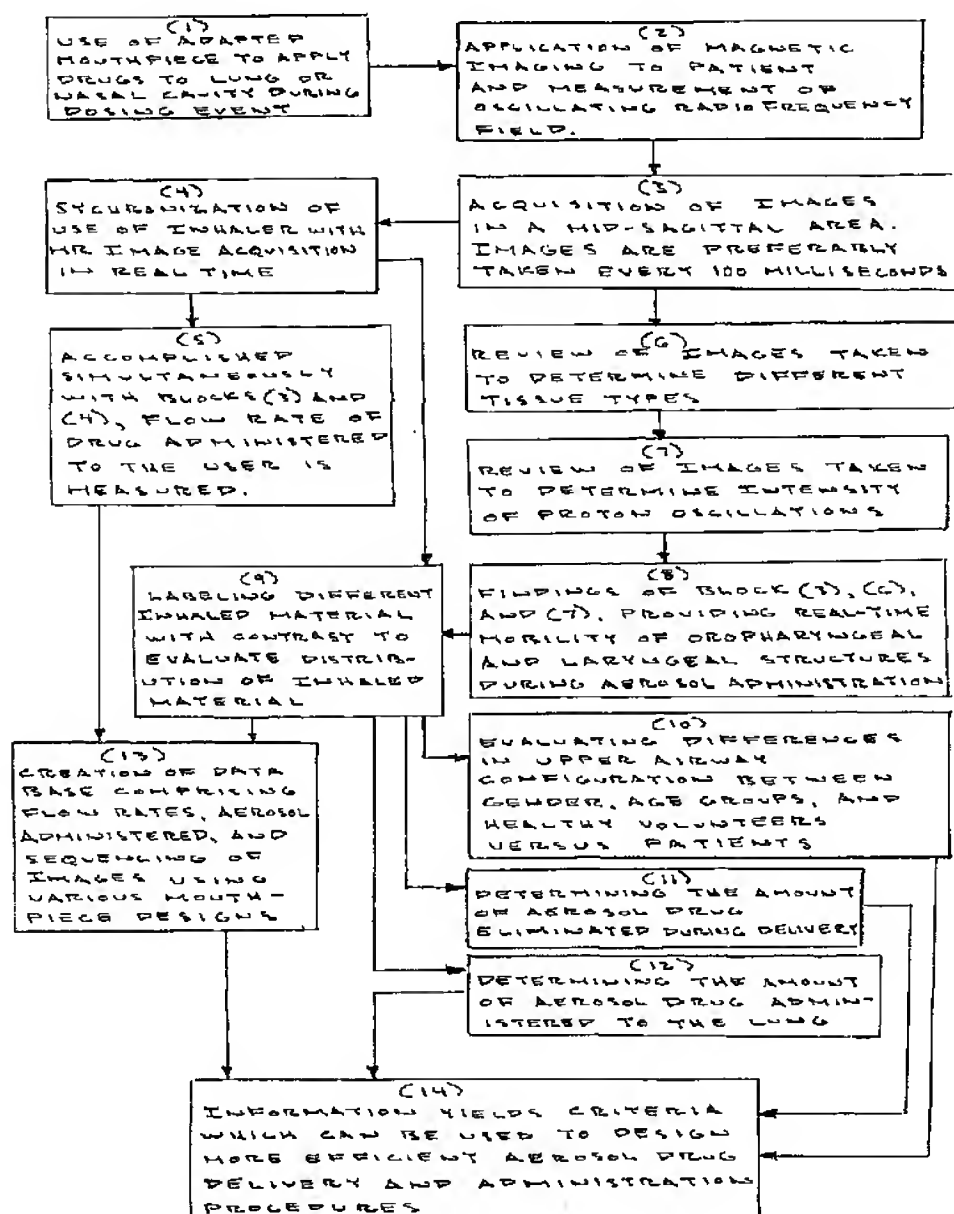 (1)
USE OF ADAPTED
MOUTHPIECE TO APPLY
DRUGS TO LUNG OR
NASAL CAVITY DURING
DOSING EVENT
(2)
APPLICATION OF MAGNETIC
IMAGING TO PATIENT
AND MEASUREMENT OF
OSCILLATING RADIOFREQUENCY
FIELD.
(3)
ACQUISITION OF IMAGES
IN A MID-SAGITTAL AREA.
IMAGES ARE PREFERABLY
TAKEN EVERY 100 MILLISECONDS
(4)
SYCHRONIZATION OF
USE OF INHALER WITH
MR IMAGE ACQUISITION
IN REAL TIME
(5)
ACCOMPLISHED
SIMULTANEOUSLY
WITH BLOCKS (3) AND
(4), FLOW RATE OF
DRUG ADMINISTERED
TO THE USER IS
MEASURED.
(6)
REVIEW OF IMAGES TAKEN
TO DETERMINE DIFFERENT
TISSUE TYPES
(7)
REVIEW OF IMAGES TAKEN
TO DETERMINE INTENSITY
OF PROTON OSCILLATIONS
(8)
FINDINGS OF BLOCK (3), (6),
AND (7), PROVIDING REAL-TIME
MOBILITY OF OROPHARYNGEAL
AND LARYNGEAL STRUCTURES
DURING AEROSOL ADMINISTRATION
(9)
LABELING DIFFERENT
INHALED MATERIAL
WITH CONTRAST TO
EVALUATE DISTRIB-
UTION OF INHALED
MATERIAL
(10)
EVALUATING DIFFERENCES
IN UPPER AIRWAY
CONFIGURATION BETWEEN
GENDER, AGE GROUPS, AND
HEALTHY VOLUNTEERS
VERSUS PATIENTS
(11)
DETERMINING THE AMOUNT
OF AEROSOL DRUG
ELIMINATED DURING DELIVERY
(12)
DETERMINING THE AMOUNT
OF AEROSOL DRUG ADMIN-
ISTERED TO THE LUNG
(13)
CREATION OF DATA
BASE COMPRISING
FLOW RATES, AEROSOL
ADMINISTERED, AND
SEQUENCING OF
IMAGES USING
VARIOUS MOUTH-
PIECE DESIGNS
(14)
INFORMATION YIELDS CRITERIA
WHICH CAN BE USED TO DESIGN
MORE EFFICIENT AEROSOL DRUG
DELIVERY AND ADMINISTRATION
PROCEDURES